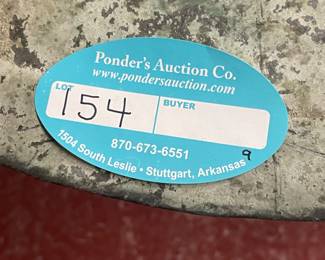 Ponder's Auction Co.
www.pondersauction.com
LOT BUYER
154
870-673-6551
1504 South Leslie • Stuttgart, Arkansas
9